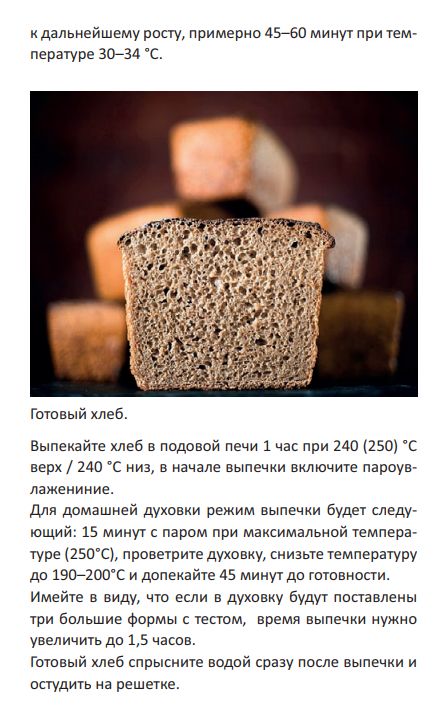 к дальнейшему росту, примерно 45–60 минут при тем-
пературе 30–34 °С.
Готовый хлеб.
Выпекайте хлеб в подовой печи 1 час при 240 (250) °С
верх / 240 °С низ, в начале выпечки включите пароув-
лаженниние.
Для домашней духовки режим выпечки будет следу-
ющий: 15 минут с паром при максимальной темпера-
туре (250°С), проветрите духовку, снизьте температуру
до 190–200°С и допекайте 45 минут до готовности.
Имейте в виду, что если в духовку будут поставлены
три большие формы с тестом,  время выпечки нужно
увеличить до 1,5 часов.
Готовый хлеб спрысните водой сразу после выпечки и
остудить на решетке.